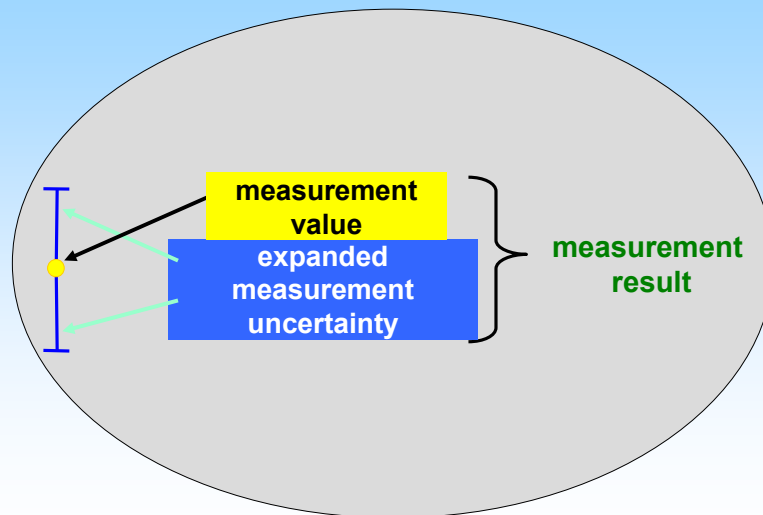 measurement
value
expanded
measurement
uncertainty
measurement
result